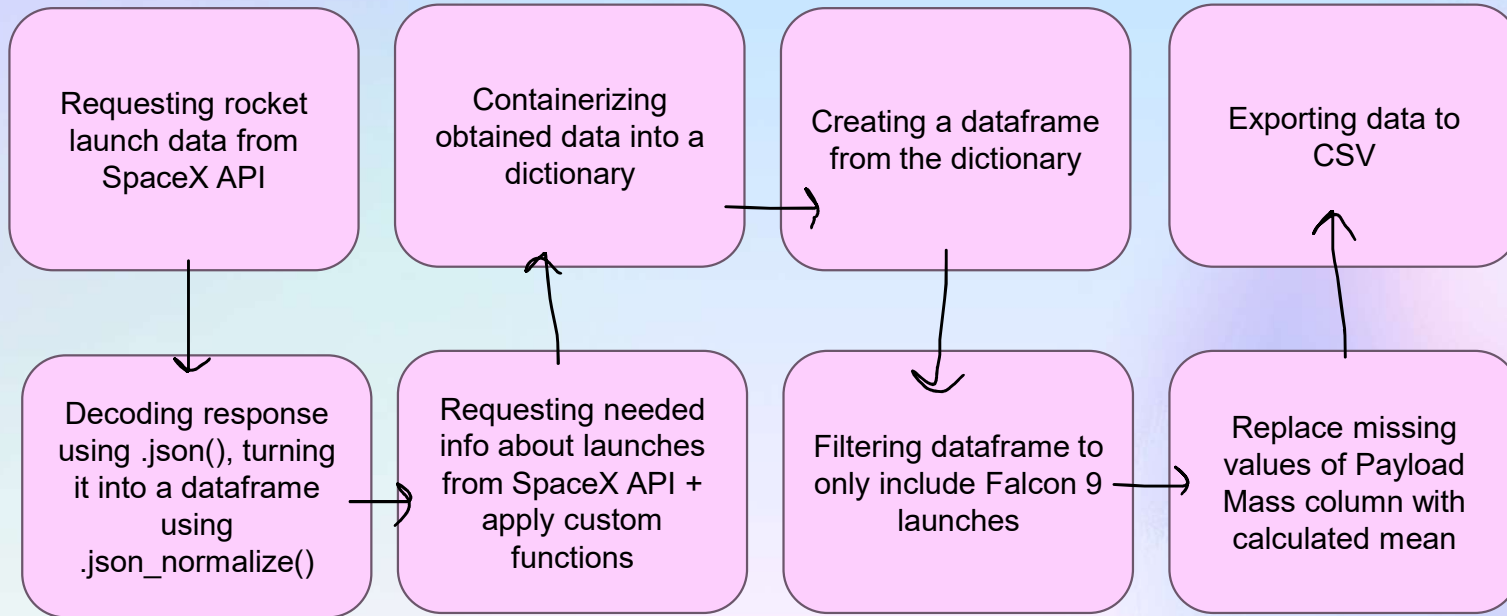 Requesting rocket
launch data from
SpaceX API
Decoding response
using .json(), turning
it into a dataframe
using
.json_normalize()
Requesting needed
info about launches
from SpaceX API +
apply custom
functions
Containerizing
obtained data into a
dictionary
Creating a dataframe
from the dictionary
Filtering dataframe to
only include Falcon 9
launches
Replace missing
values of Payload
Mass column with
calculated mean
Exporting data to
CSV